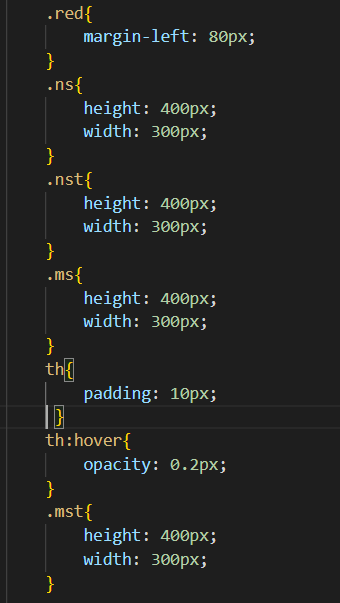 .red{
margin-left: 80px;
}
.ns{
height: 400px;
width: 300px;
}
.nst{
height: 400px;
width: 300px;
}
.ms{
height: 400px;
width: 300px;
}
th{
padding: 10px;
}
th:hover{
opacity: 0.2px;
}
.mst{
height: 400px;
width: 300px;
}